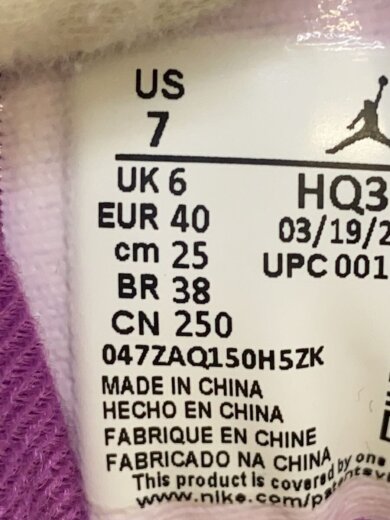 US
7
UK 6
EUR 40
cm 25
BR 38
CN 250
HQ3
03/19/2
UPC 001
047ZAQ150H5ZK
MADE IN CHINA
HECHO EN CHINA
FABRIQUE EN CHINE
FABRICADO NA CHINA
This product is covered by one
www.nike.com/patents